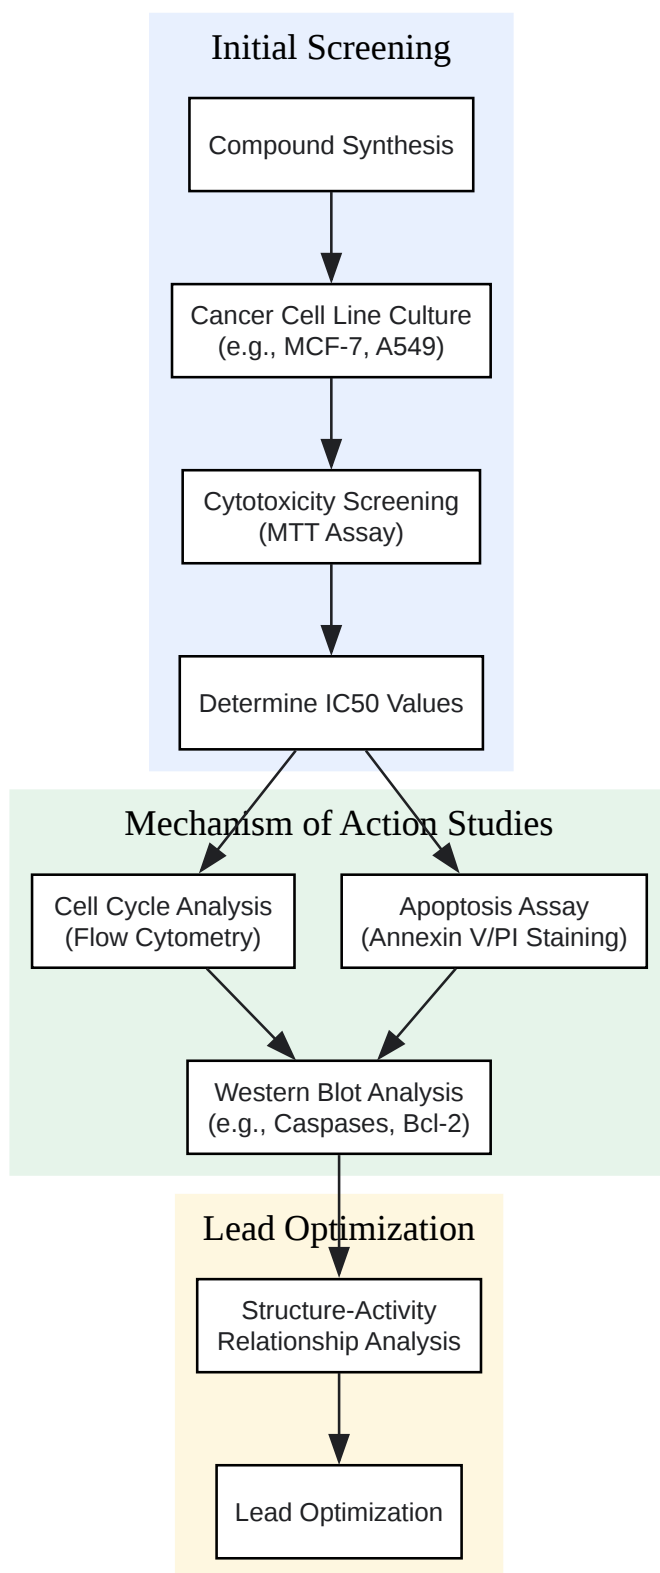 Initial Screening
Compound Synthesis
Cancer Cell Line Culture
(e.g., MCF-7, A549)
Cytotoxicity Screening
(MTT Assay)
Determine IC50 Values
Mechanism of Action Studies
Cell Cycle Analysis
(Flow Cytometry)
Apoptosis Assay
(Annexin V/PI Staining)
Western Blot Analysis
(e.g., Caspases, Bcl-2)
Lead Optimization
Structure-Activity
Relationship Analysis
Lead Optimization